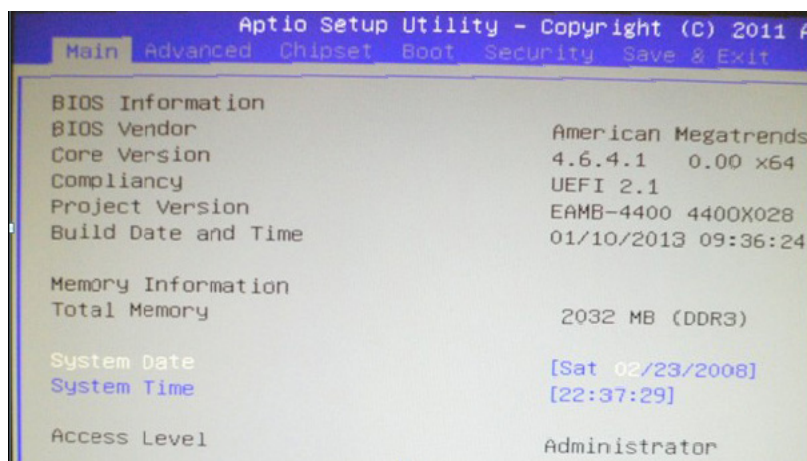 Aptio Setup Utility - Copyright (C) 2011 A
Main Advanced Chipset Boot Security Save & Exit
BIOS Information
BIOS Vendor American Megatrends
Core Version 4.6.4.1 0.00 x64
Compliancy UEFI 2.1
Project Version EAMB-4400 4400X028
Build Date and Time 01/10/2013 09:36:24
Memory Information
Total Memory 2032 MB (DDR3)
System Date [Sat 02/23/2008]
System Time [22:37:29]
Access Level Administrator